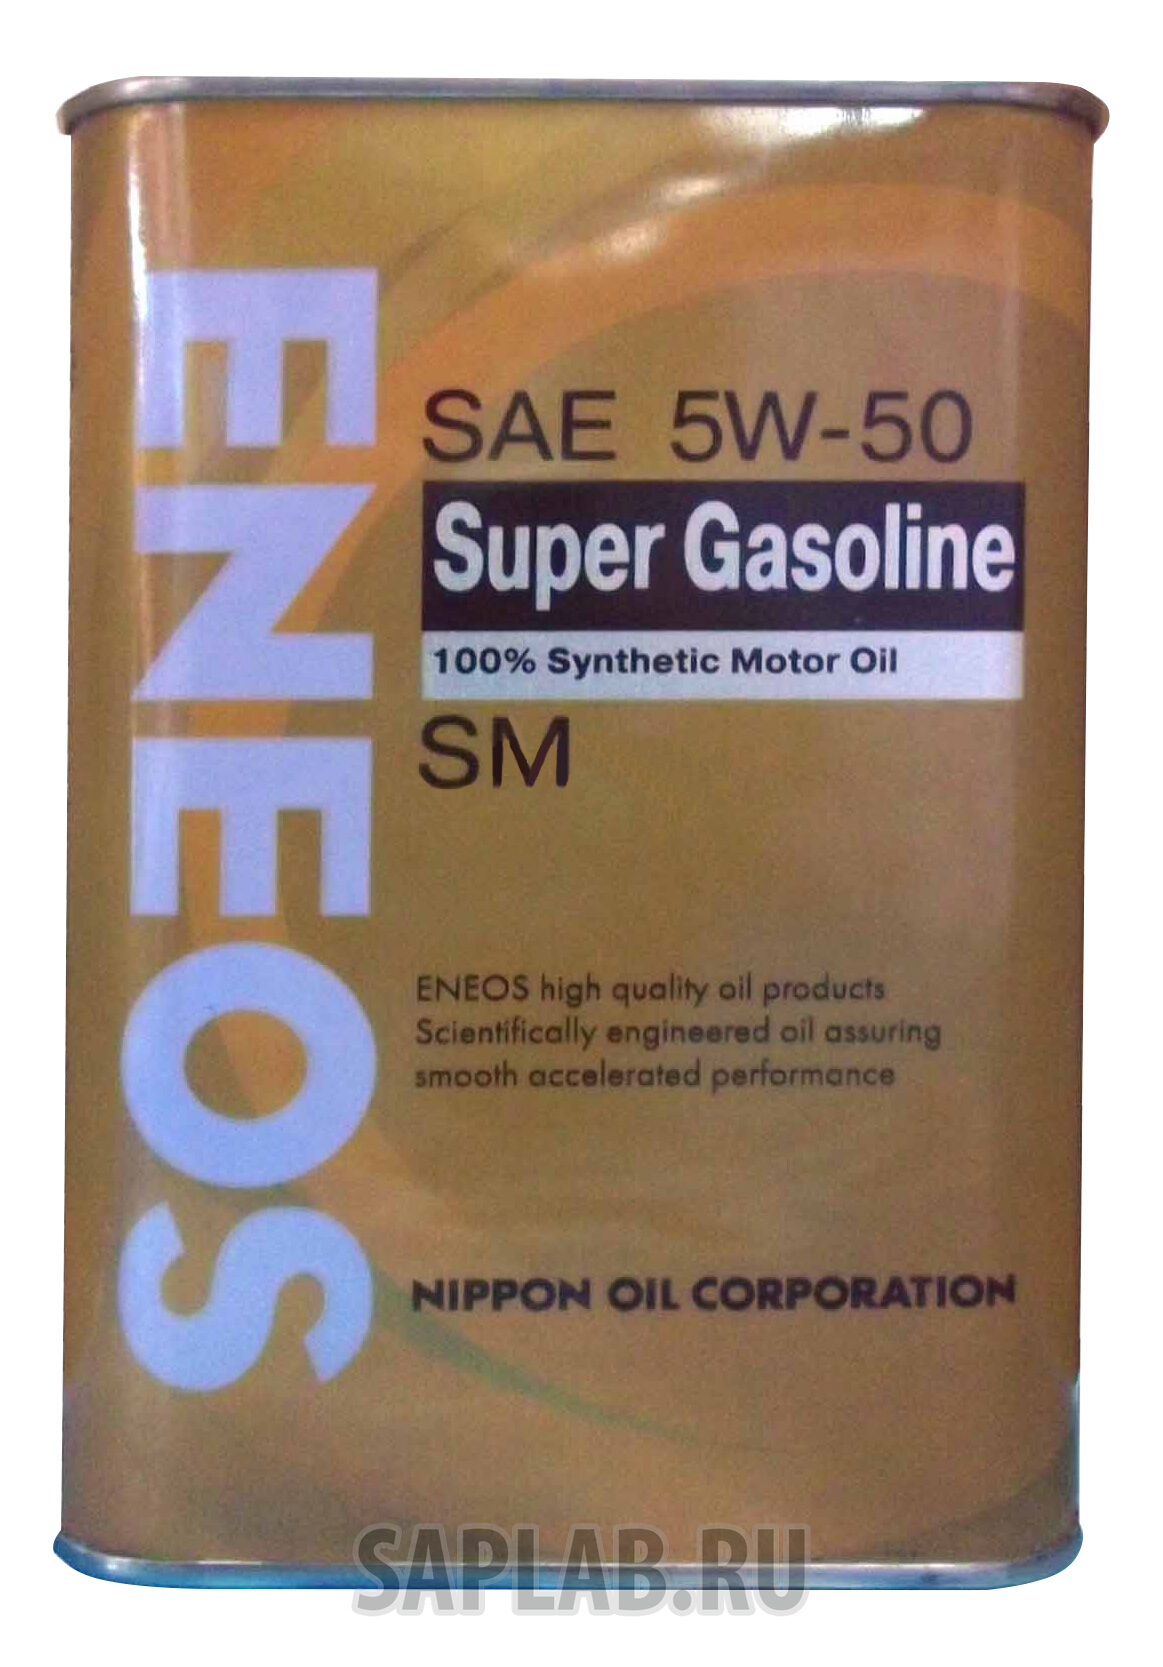 ENEOS
SAE 5W-50
Super Gasoline
100% Synthetic Motor Oil
SM
ENEOS high quality oil products
Scientifically engineered oil assuring
smooth accelerated performance
NIPPON OIL CORPORATION
SAPLAB.RU